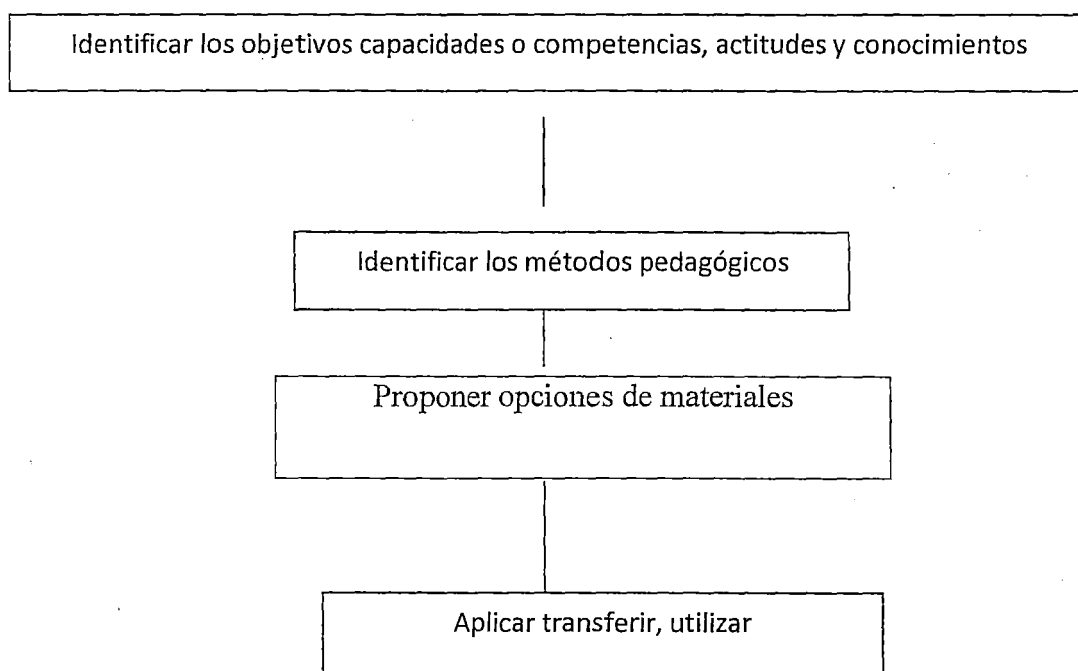 Identificar los objetivos capacidades o competencias, actitudes y conocimientos
Identificar los métodos pedagógicos
Proponer opciones de materiales
Aplicar transferir, utilizar